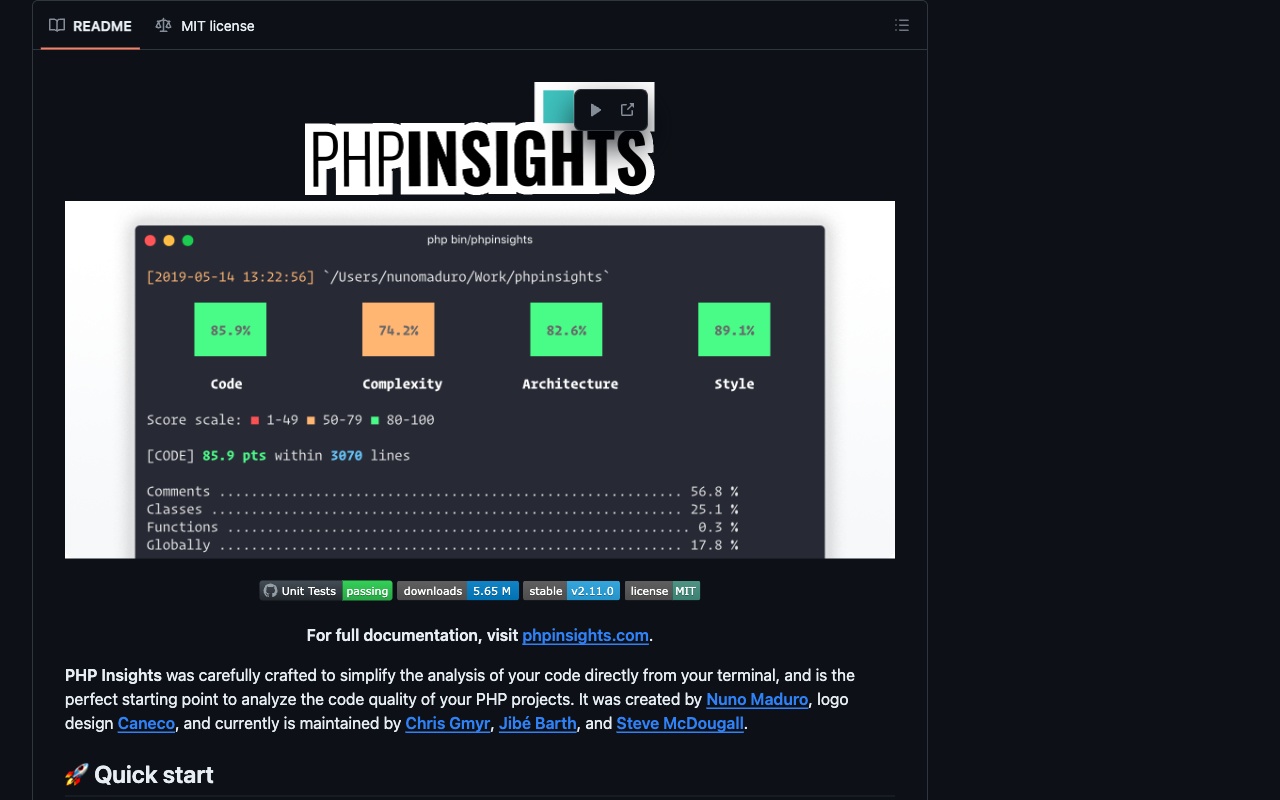 README
MIT license
PHPINSIGHTS
php bin/phpinsights
[2019-05-14 13:22:56] `/Users/nunomaduro/Work/phpinsights`
85.9% 74.2% 82.6% 89.1%
Code Complexity Architecture Style
Score scale: 1-49 50-79 80-100
[CODE] 85.9 pts within 3070 lines
Comments .......................................................... 56.8 %
Classes ........................................................... 25.1 %
Functions .......................................................... 0.3 %
Globally .......................................................... 17.8 %
Unit Tests passing downloads 5.65 M stable v2.11.0 license MIT
For full documentation, visit phpinsights.com.
PHP Insights was carefully crafted to simplify the analysis of your code directly from your terminal, and is the
perfect starting point to analyze the code quality of your PHP projects. It was created by Nuno Maduro, logo
design Caneco, and currently is maintained by Chris Gmyr, Jibé Barth, and Steve McDougall.
🚀 Quick start